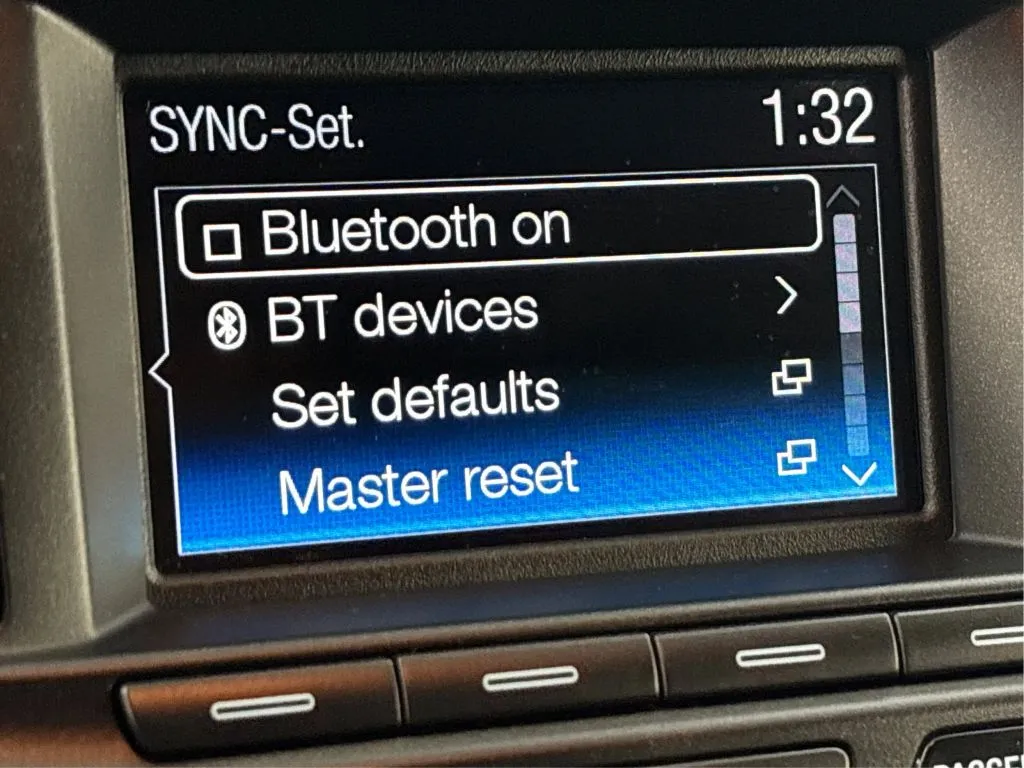 SYNC-Set.
1:32
Bluetooth on
BT devices
Set defaults
Master reset